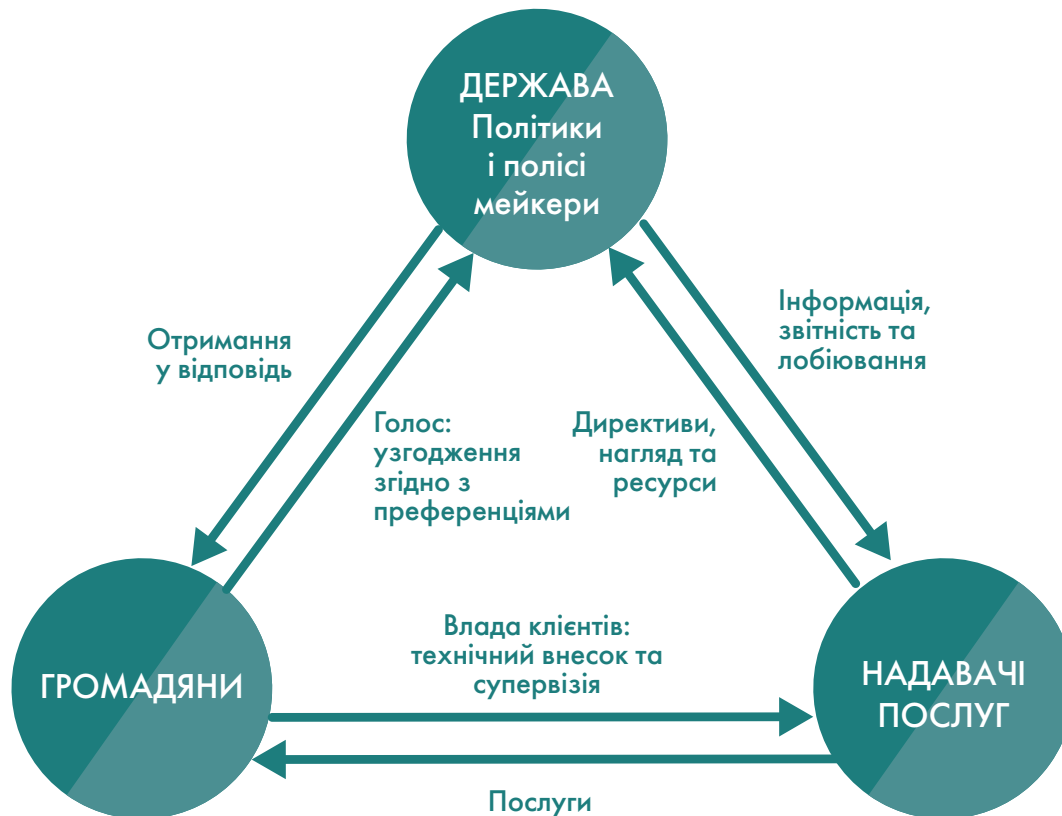 ДЕРЖАВА
Політики
і полісі
мейкери
Отримання
у відповідь
Голос:
узгодження
згідно з
преференціями
Директиви,
нагляд та
ресурси
Інформація,
звітність та
лобіювання
ГРОМАДЯНИ
Влада клієнтів:
технічний внесок та
супервізія
НАДАВАЧІ
ПОСЛУГ
Послуги